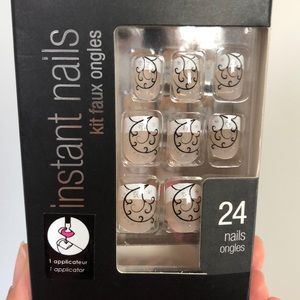 instant nails
kit faux ongles
1 applicateur
1 applicator
24
nails
ongles